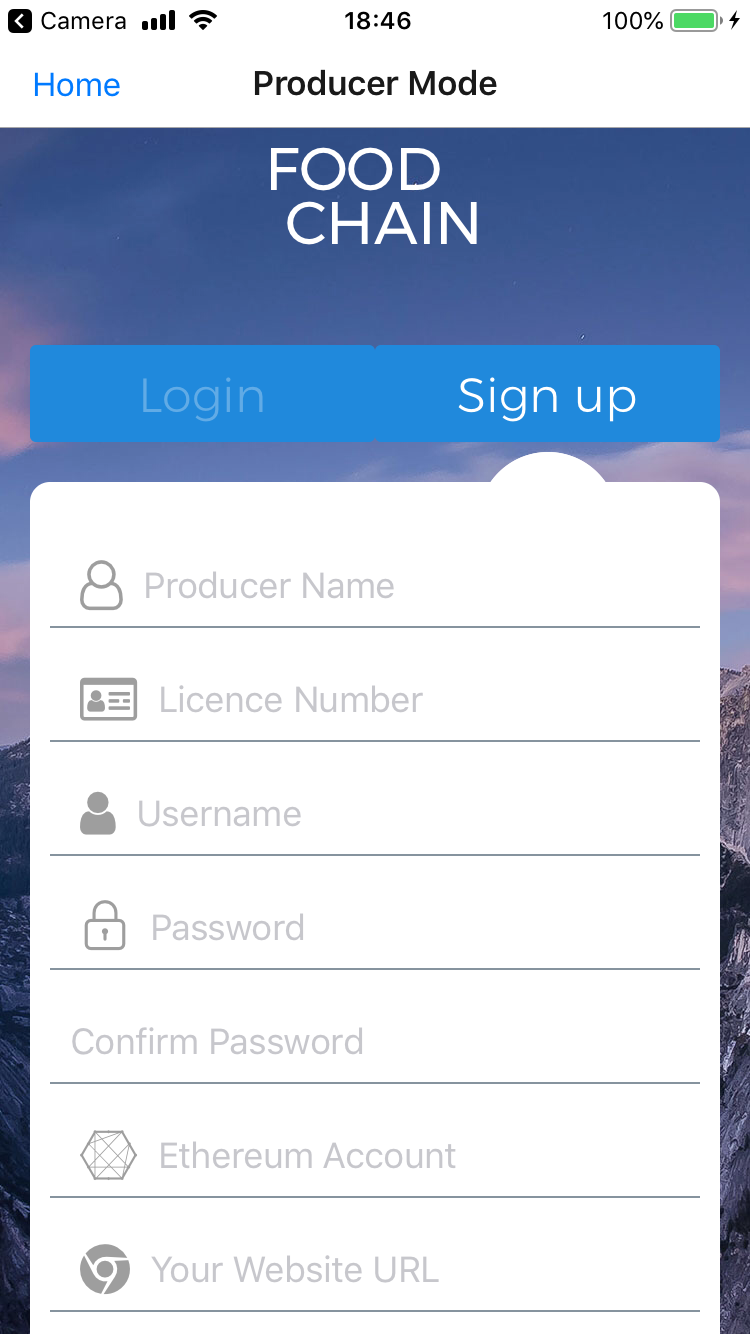 Camera 18:46 100%
Home Producer Mode
FOOD
CHAIN
Login Sign up
Producer Name
Licence Number
Username
Password
Confirm Password
Ethereum Account
Your Website URL